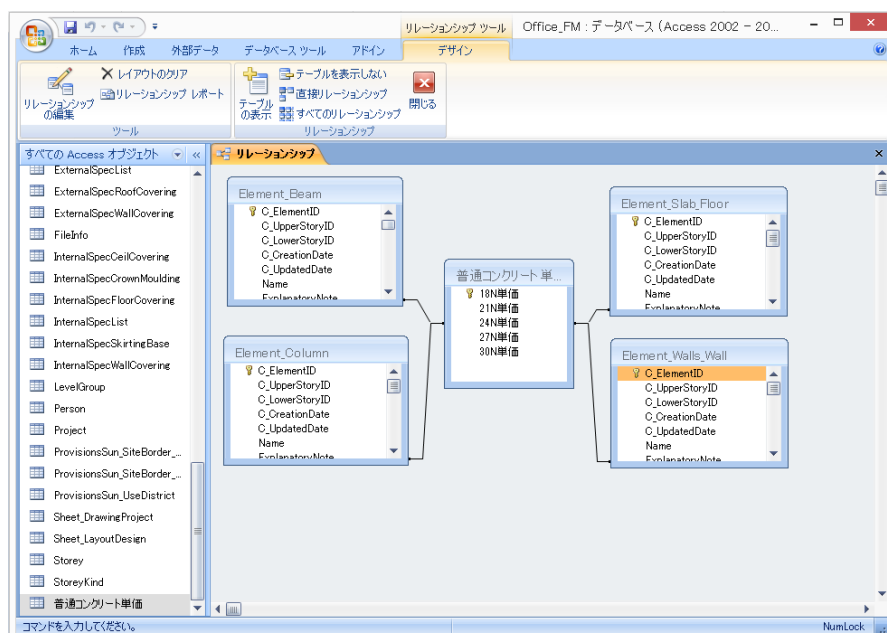 リレーションシップ ツール
Office_FM : データベース (Access 2002 - 20...
ホーム
作成
外部データ
データベース ツール
アドイン
デザイン
リレーションシップ
の編集
レイアウトのクリア
リレーションシップ レポート
ツール
テーブル
の表示
テーブルを表示しない
直接リレーションシップ
すべてのリレーションシップ
閉じる
リレーションシップ
すべての Access オブジェクト
ExternalSpecList
ExternalSpecRoofCovering
ExternalSpecWallCovering
FileInfo
InternalSpecCeilCovering
InternalSpecCrownMoulding
InternalSpecFloorCovering
InternalSpecList
InternalSpecSkirtingBase
InternalSpecWallCovering
LevelGroup
Person
Project
ProvisionsSun_SiteBorder_...
ProvisionsSun_SiteBorder_...
ProvisionsSun_UseDistrict
Sheet_DrawingProject
Sheet_LayoutDesign
Storey
StoreyKind
普通コンクリート単価
リレーションシップ
Element_Beam
C_ElementID
C_UpperStoryID
C_LowerStoryID
C_CreationDate
C_UpdatedDate
Name
ExplanatoryNote
Element_Column
C_ElementID
C_UpperStoryID
C_LowerStoryID
C_CreationDate
C_UpdatedDate
Name
ExplanatoryNote
普通コンクリート 単...
18N単価
21N単価
24N単価
27N単価
30N単価
Element_Slab_Floor
C_ElementID
C_UpperStoryID
C_LowerStoryID
C_CreationDate
C_UpdatedDate
Name
ExplanatoryNote
Element_Walls_Wall
C_ElementID
C_UpperStoryID
C_LowerStoryID
C_CreationDate
C_UpdatedDate
Name
ExplanatoryNote
コマンドを入力してください。
NumLock